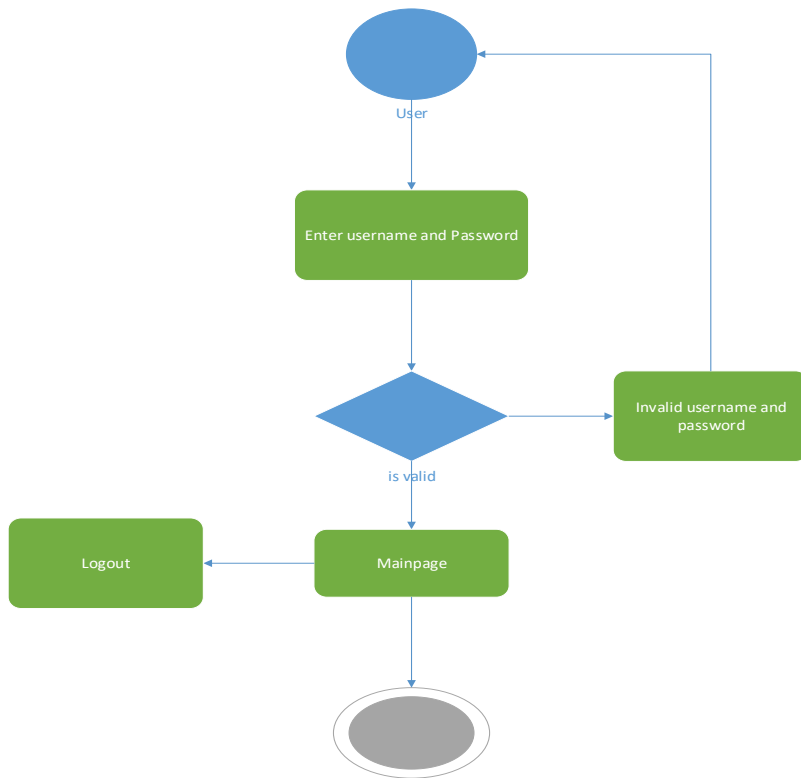 User
Enter username and Password
Invalid username and
password
is valid
Logout
Mainpage